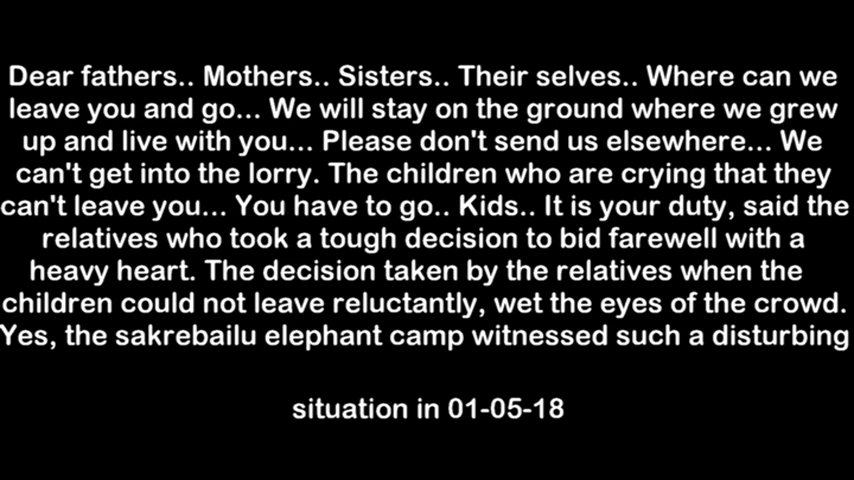 Dear fathers.. Mothers.. Sisters.. Their selves.. Where can we
leave you and go... We will stay on the ground where we grew
up and live with you... Please don't send us elsewhere... We
can't get into the lorry. The children who are crying that they
can't leave you... You have to go.. Kids.. It is your duty, said the
relatives who took a tough decision to bid farewell with a
heavy heart. The decision taken by the relatives when the
children could not leave reluctantly, wet the eyes of the crowd.
Yes, the sakrebailu elephant camp witnessed such a disturbing
situation in 01-05-18